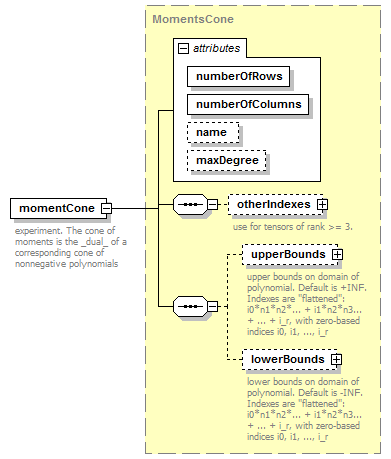 MomentsCone
attributes
numberOfRows
numberOfColumns
name
maxDegree
momentCone
experiment. The cone of
moments is the _dual_ of a
corresponding cone of
nonnegative polynomials
otherIndexes
use for tensors of rank >= 3.
upperBounds
upper bounds on domain of
polynomial. Default is +INF.
Indexes are "flattened":
i0*n1*n2*... + i1*n2*n3...
+ ... + i_r, with zero-based
indices i0, i1, ..., i_r
lowerBounds
lower bounds on domain of
polynomial. Default is -INF.
Indexes are "flattened":
i0*n1*n2*... + i1*n2*n3...
+ ... + i_r, with zero-based
indices i0, i1, ..., i_r